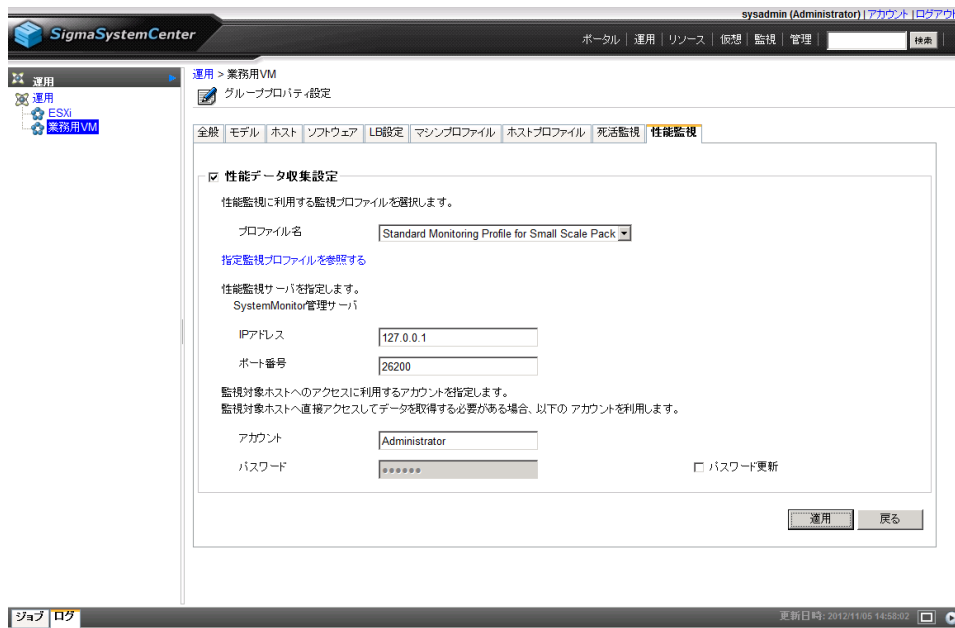 sysadmin (Administrator) | アカウント | ログアウト
SigmaSystemCenter
ポータル | 運用 | リソース | 仮想 | 監視 | 管理 | 検索
運用
運用
ESXi
業務用VM
運用 > 業務用VM
グループプロパティ設定
全般 モデル ホスト ソフトウェア LB設定 マシンプロファイル ホストプロファイル 死活監視 性能監視
性能データ収集設定
性能監視に利用する監視プロファイルを選択します。
プロファイル名 Standard Monitoring Profile for Small Scale Pack
指定監視プロファイルを参照する
性能監視サーバを指定します。
SystemMonitor管理サーバ
IPアドレス 127.0.0.1
ポート番号 26200
監視対象ホストへのアクセスに利用するアカウントを指定します。
監視対象ホストへ直接アクセスしてデータを取得する必要がある場合、以下の アカウントを利用します。
アカウント Administrator
パスワード ●●●●●● パスワード更新
適用 戻る
ジョブ ログ 更新日時: 2012/11/05 14:58:02